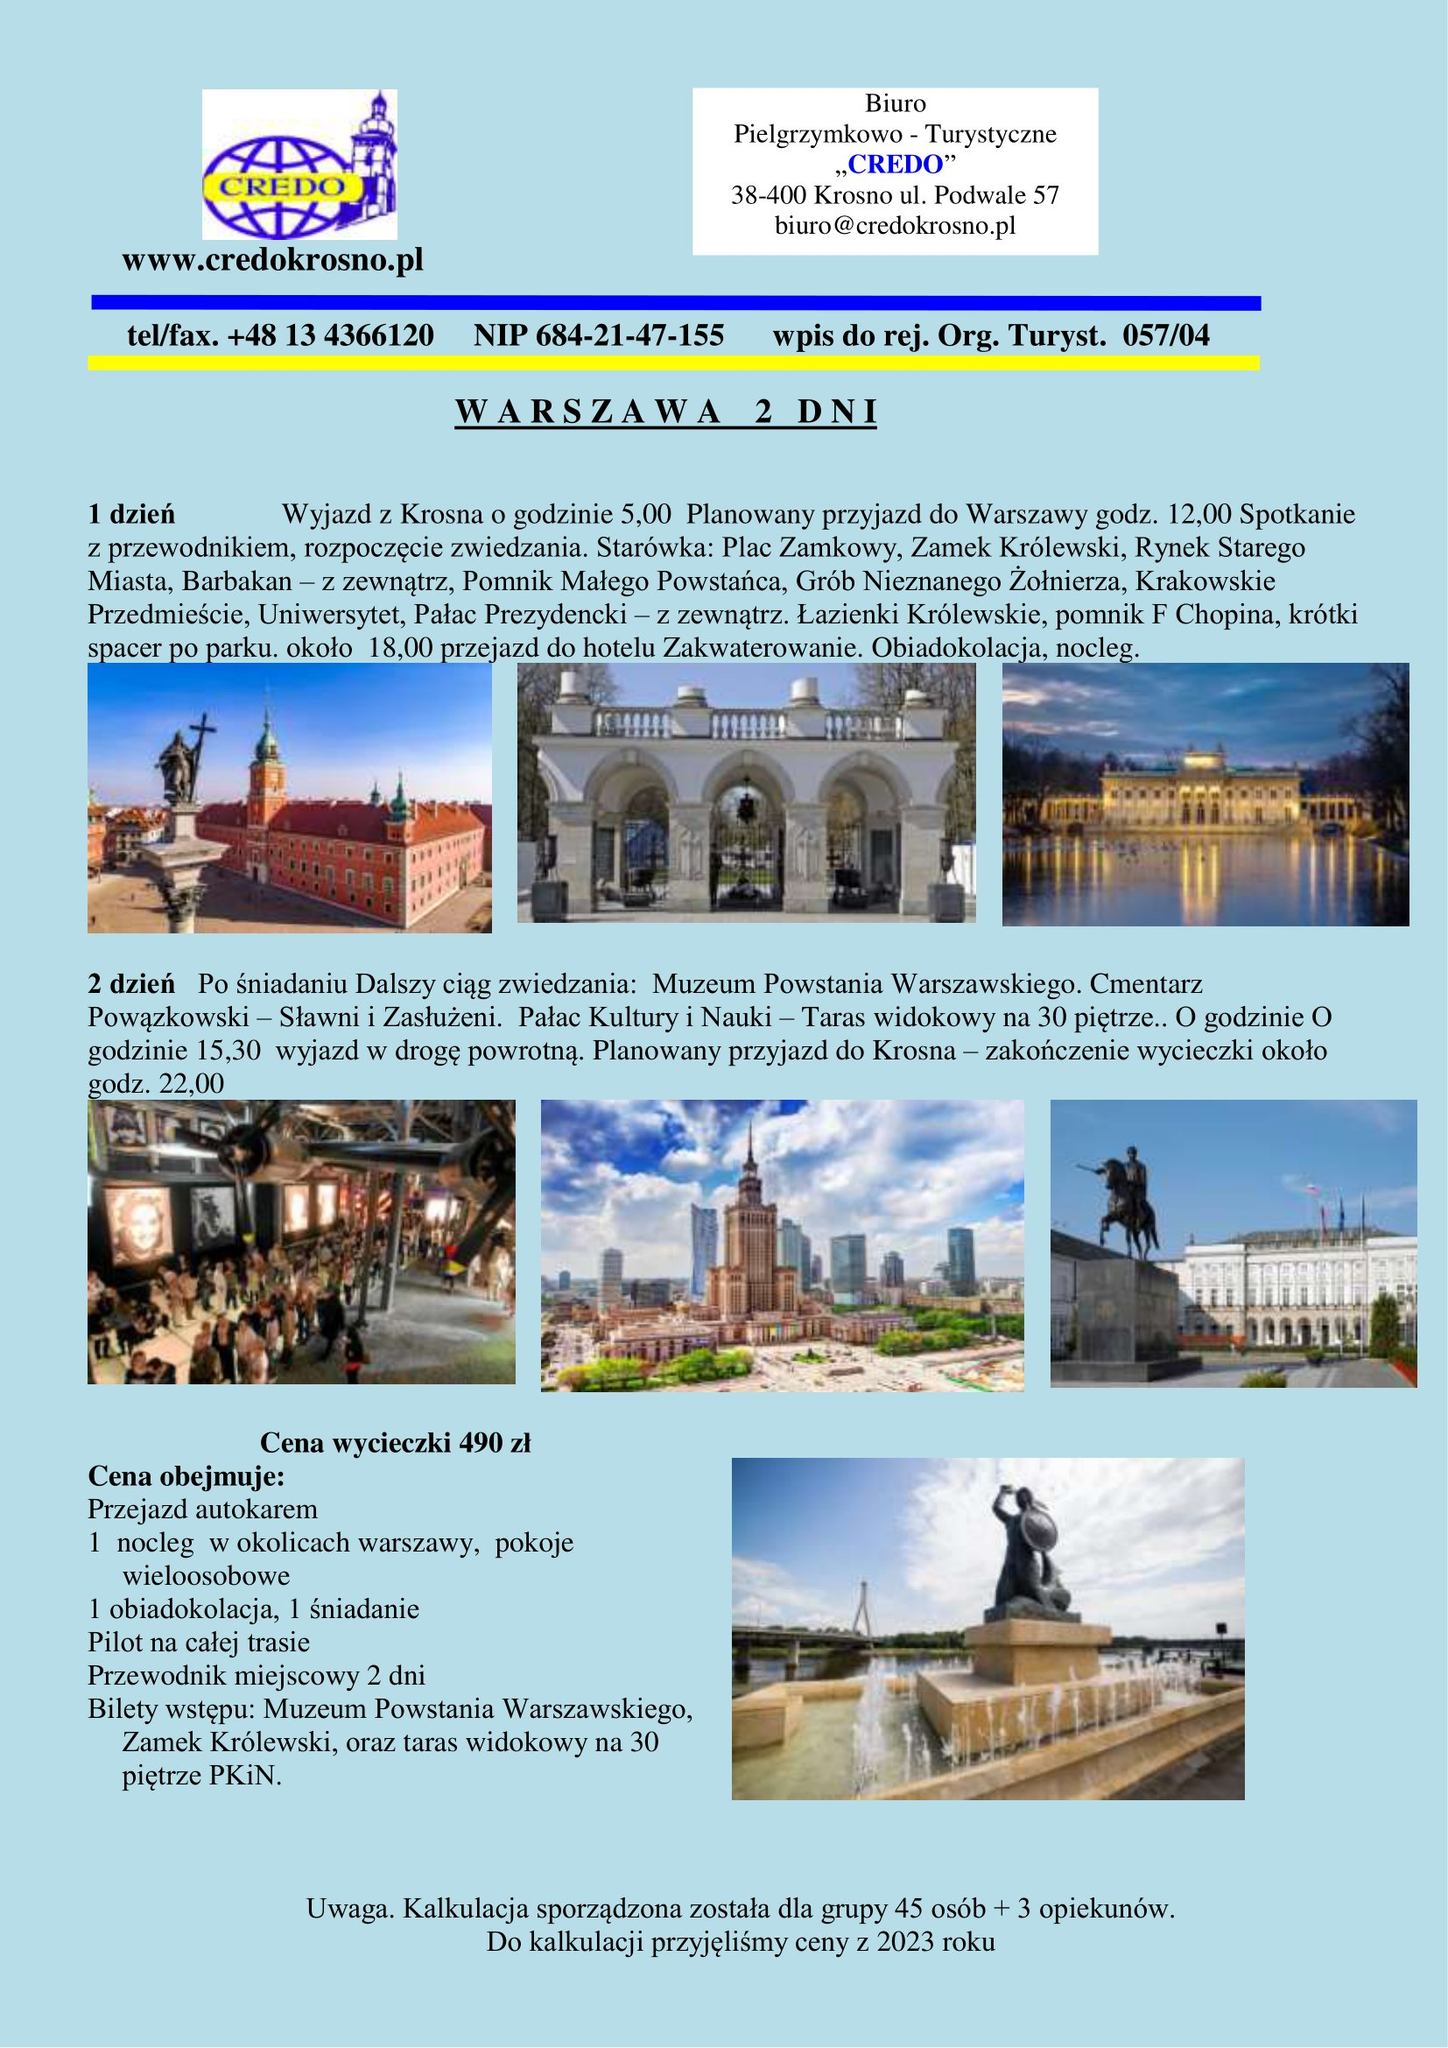 CREDO
www.credokrosno.pl
Biuro
Pielgrzymkowo - Turystyczne
„CREDO”
38-400 Krosno ul. Podwale 57
biuro@credokrosno.pl
tel/fax. +48 13 4366120 NIP 684-21-47-155 wpis do rej. Org. Turyst. 057/04
WARSZAWA 2 DNI
1 dzień Wyjazd z Krosna o godzinie 5,00 Planowany przyjazd do Warszawy godz. 12,00 Spotkanie
z przewodnikiem, rozpoczęcie zwiedzania. Starówka: Plac Zamkowy, Zamek Królewski, Rynek Starego
Miasta, Barbakan – z zewnątrz, Pomnik Małego Powstańca, Grób Nieznanego Żołnierza, Krakowskie
Przedmieście, Uniwersytet, Pałac Prezydencki – z zewnątrz. Łazienki Królewskie, pomnik F Chopina, krótki
spacer po parku. około 18,00 przejazd do hotelu Zakwaterowanie. Obiadokolacja, nocleg.
2 dzień Po śniadaniu Dalszy ciąg zwiedzania: Muzeum Powstania Warszawskiego. Cmentarz
Powązkowski – Sławni i Zasłużeni. Pałac Kultury i Nauki – Taras widokowy na 30 piętrze.. O godzinie O
godzinie 15,30 wyjazd w drogę powrotną. Planowany przyjazd do Krosna – zakończenie wycieczki około
godz. 22,00
Cena wycieczki 490 zł
Cena obejmuje:
Przejazd autokarem
1 nocleg w okolicach warszawy, pokoje
wieloosobowe
1 obiadokolacja, 1 śniadanie
Pilot na całej trasie
Przewodnik miejscowy 2 dni
Bilety wstępu: Muzeum Powstania Warszawskiego,
Zamek Królewski, oraz taras widokowy na 30
piętrze PKiN.
Uwaga. Kalkulacja sporządzona została dla grupy 45 osób + 3 opiekunów.
Do kalkulacji przyjęliśmy ceny z 2023 roku